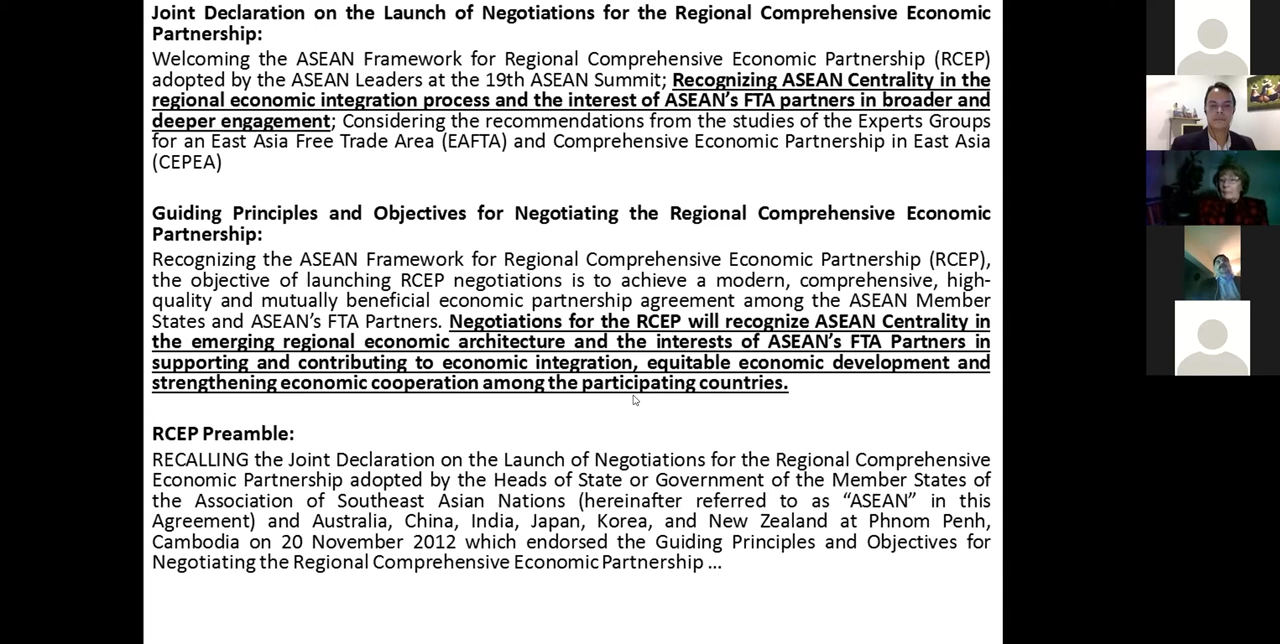 Joint Declaration on the Launch of Negotiations for the Regional Comprehensive Economic
Partnership:
Welcoming the ASEAN Framework for Regional Comprehensive Economic Partnership (RCEP)
adopted by the ASEAN Leaders at the 19th ASEAN Summit; Recognizing ASEAN Centrality in the
regional economic integration process and the interest of ASEAN’s FTA partners in broader and
deeper engagement; Considering the recommendations from the studies of the Experts Groups
for an East Asia Free Trade Area (EAFTA) and Comprehensive Economic Partnership in East Asia
(CEPEA)
Guiding Principles and Objectives for Negotiating the Regional Comprehensive Economic
Partnership:
Recognizing the ASEAN Framework for Regional Comprehensive Economic Partnership (RCEP),
the objective of launching RCEP negotiations is to achieve a modern, comprehensive, high-
quality and mutually beneficial economic partnership agreement among the ASEAN Member
States and ASEAN’s FTA Partners. Negotiations for the RCEP will recognize ASEAN Centrality in
the emerging regional economic architecture and the interests of ASEAN’s FTA Partners in
supporting and contributing to economic integration, equitable economic development and
strengthening economic cooperation among the participating countries.
RCEP Preamble:
RECALLING the Joint Declaration on the Launch of Negotiations for the Regional Comprehensive
Economic Partnership adopted by the Heads of State or Government of the Member States of
the Association of Southeast Asian Nations (hereinafter referred to as “ASEAN” in this
Agreement) and Australia, China, India, Japan, Korea, and New Zealand at Phnom Penh,
Cambodia on 20 November 2012 which endorsed the Guiding Principles and Objectives for
Negotiating the Regional Comprehensive Economic Partnership ...